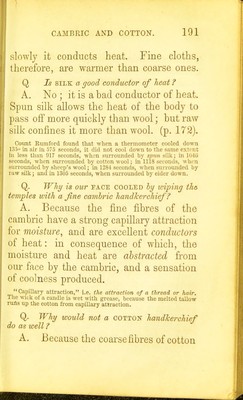 CAMBRIC AND COTTON. 191
slowly it conducts heat. Fine cloths,
therefore, are warmer than coarse ones.
Q Is SILK a good conductor of heat?
A. No; it is a bad conductor of heat.
Spun silk allows the heat of the body to
pass off more quickly than wool; but raw
silk confines it more than wool. (p. 172).
Count Rumford found that when a thermometer cooled down
135° in air in 575 seconds, it did not cool down to the same extent
in less than 917 seconds, when surrounded by spun silk; in 1046
seconds, when surrounded by cotton wool; in 1118 seconds, when
surrounded by sheep's wool; in 1284 seconds, when surrounded by
raw silk; and in 1305 seconds, when surrounded by eider down.
Q. Why is our FACE COOLED by wiping the
temples with a fine cambric handkerchief?
A. Because the fine fibres of the
cambric have a strong capillary attraction
for moisture, and are excellent conductors
of heat: in consequence of which, the
moisture and heat are abstracted from
our face by the cambric, and a sensation
of coolness produced.
"Capillary attraction," i.e. the attraction of a thread or hair.
The wick of a candle is wet with grease, because the melted tallow
runs up the cotton from capillary attraction.
Q. Why would not a COTTON handkerchief
do as well?
A. Because the coarse fibres of cotton